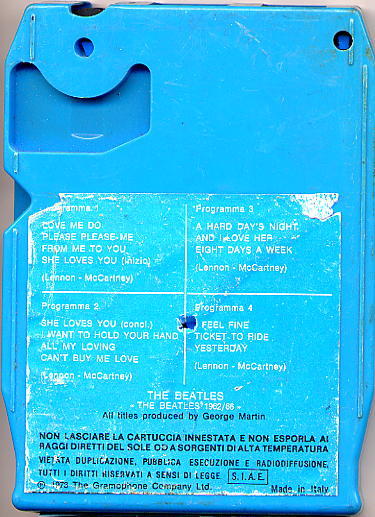 Programma 1
LOVE ME DO
PLEASE PLEASE ME
FROM ME TO YOU
SHE LOVES YOU (inizio)
(Lennon - McCartney)
Programma 3
A HARD DAY'S NIGHT
AND I LOVE HER
EIGHT DAYS A WEEK
(Lennon - McCartney)
Programma 2
SHE LOVES YOU (concl.)
I WANT TO HOLD YOUR HAND
ALL MY LOVING
CAN'T BUY ME LOVE
(Lennon - McCartney)
Programma 4
I FEEL FINE
TICKET TO RIDE
YESTERDAY
(Lennon - McCartney)
THE BEATLES
- THE BEATLES 1962/66 -
All titles produced by George Martin
NON LASCIARE LA CARTUCCIA INNESTATA E NON ESPORLA AI
RAGGI DIRETTI DEL SOLE O DA SORGENTI DI ALTA TEMPERATURA
VIETATA DUPLICAZIONE, PUBBLICA ESECUZIONE E RADIODIFFUSIONE.
TUTTI I DIRITTI RISERVATI A SENSI DI LEGGE S.I.A.E.
℗ 1973 The Gramophone Company Ltd. Made in Italy